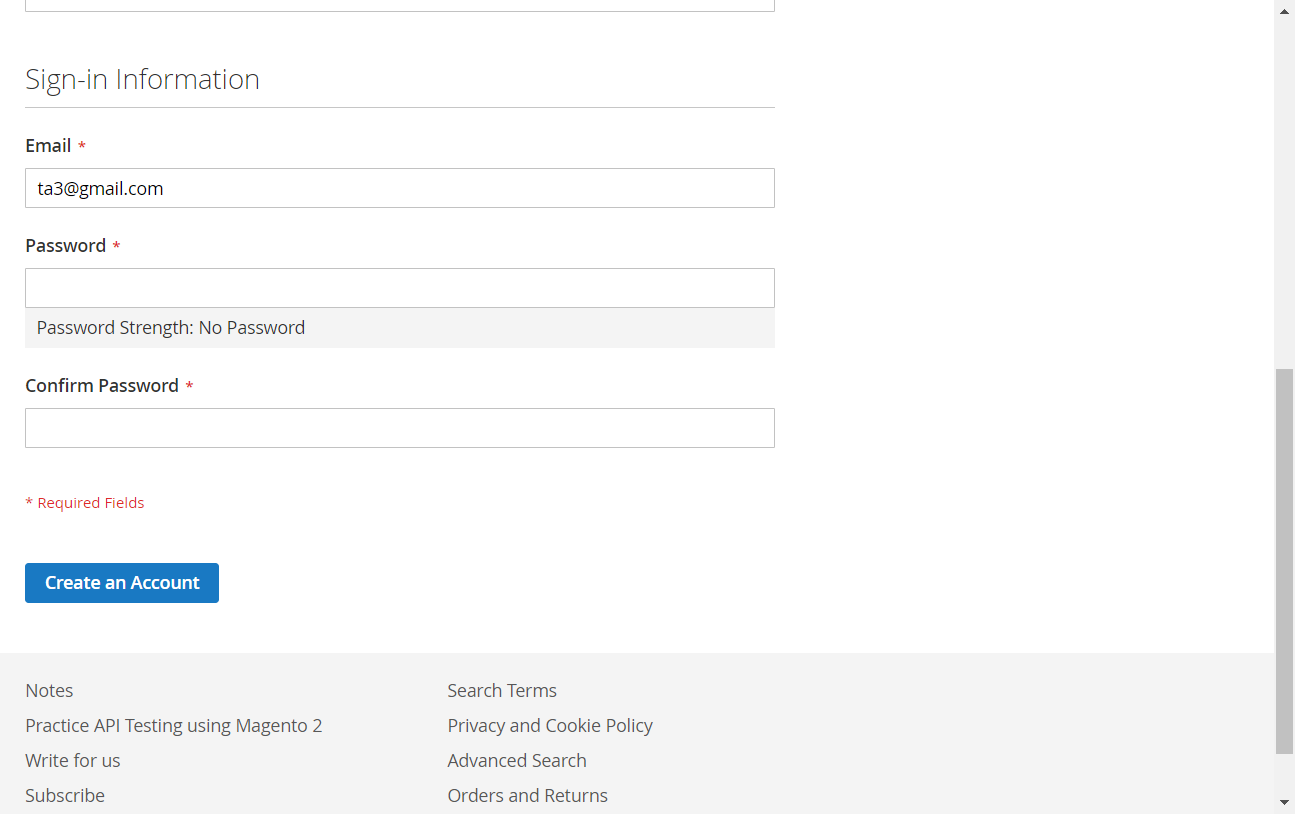 Sign-in Information
Email *
ta3@gmail.com
Password *
Password Strength: No Password
Confirm Password *
* Required Fields
Create an Account
Notes
Practice API Testing using Magento 2
Write for us
Subscribe
Search Terms
Privacy and Cookie Policy
Advanced Search
Orders and Returns